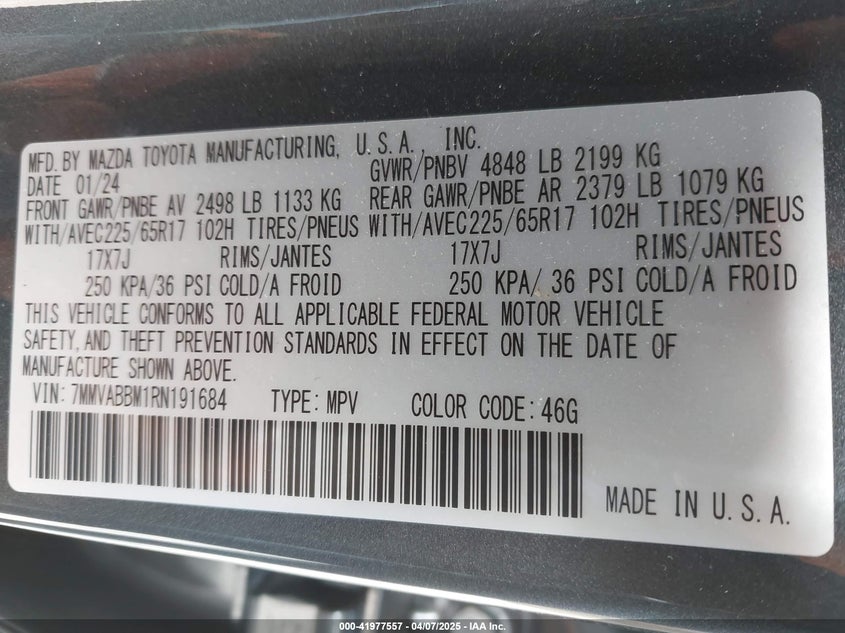 MFD. BY MAZDA TOYOTA MANUFACTURING, U.S.A. INC.
DATE 01/24 GVWR/PNBV 4848 LB 2199 KG
FRONT GAWR/PNBE AV 2498 LB 1133 KG REAR GAWR/PNBE AR 2379 LB 1079 KG
WITH/AVEC225/65R17 102H TIRES/PNEUS WITH/AVEC225/65R17 102H TIRES/PNEUS
17X7J RIMS/JANTES 17X7J RIMS/JANTES
250 KPA/36 PSI COLD/A FROID 250 KPA/ 36 PSI COLD/A FROID
THIS VEHICLE CONFORMS TO ALL APPLICABLE FEDERAL MOTOR VEHICLE
SAFETY, AND THEFT PREVENTION STANDARDS IN EFFECT ON THE DATE OF
MANUFACTURE SHOWN ABOVE.
VIN: 7MMVABBM1RN191684 TYPE: MPV COLOR CODE: 46G
MADE IN U.S.A.
000-41977557 - 04/07/2025 - IAA Inc.